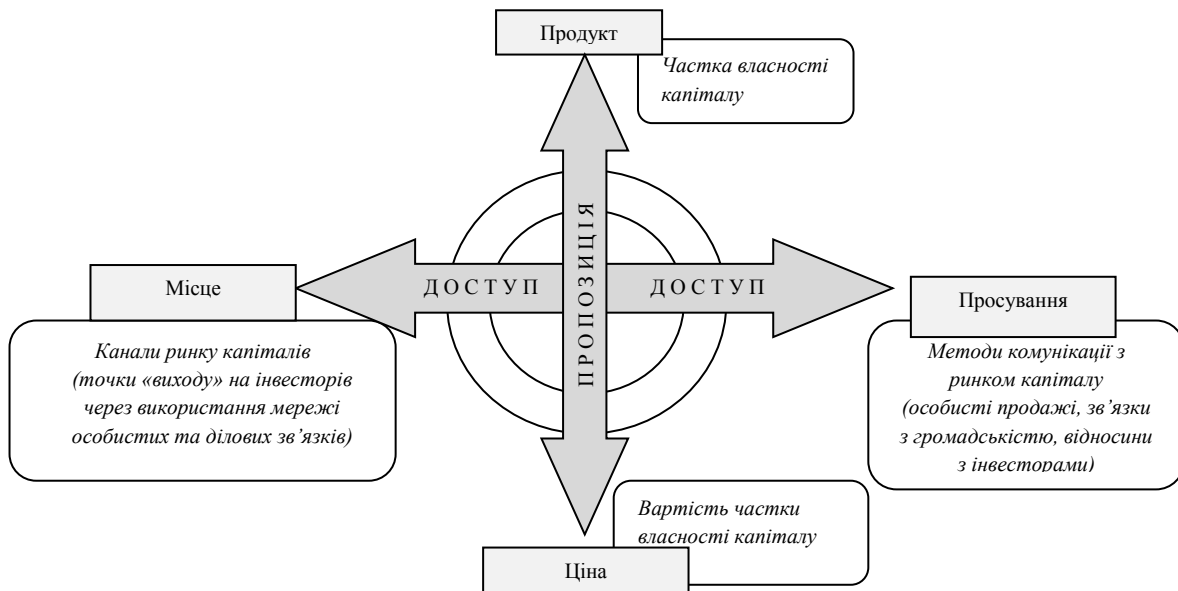 Продукт
Частка власності
капіталу
ПРОПОЗИЦІЯ
ДОСТУП
ДОСТУП
Місце
Канали ринку капіталів
(точки «виходу» на інвесторів
через використання мережі
особистих та ділових зв’язків)
Просування
Методи комунікації з
ринком капіталу
(особисті продажі, зв’язки
з громадськістю, відносини
з інвесторами)
Вартість частки
власності капіталу
Ціна